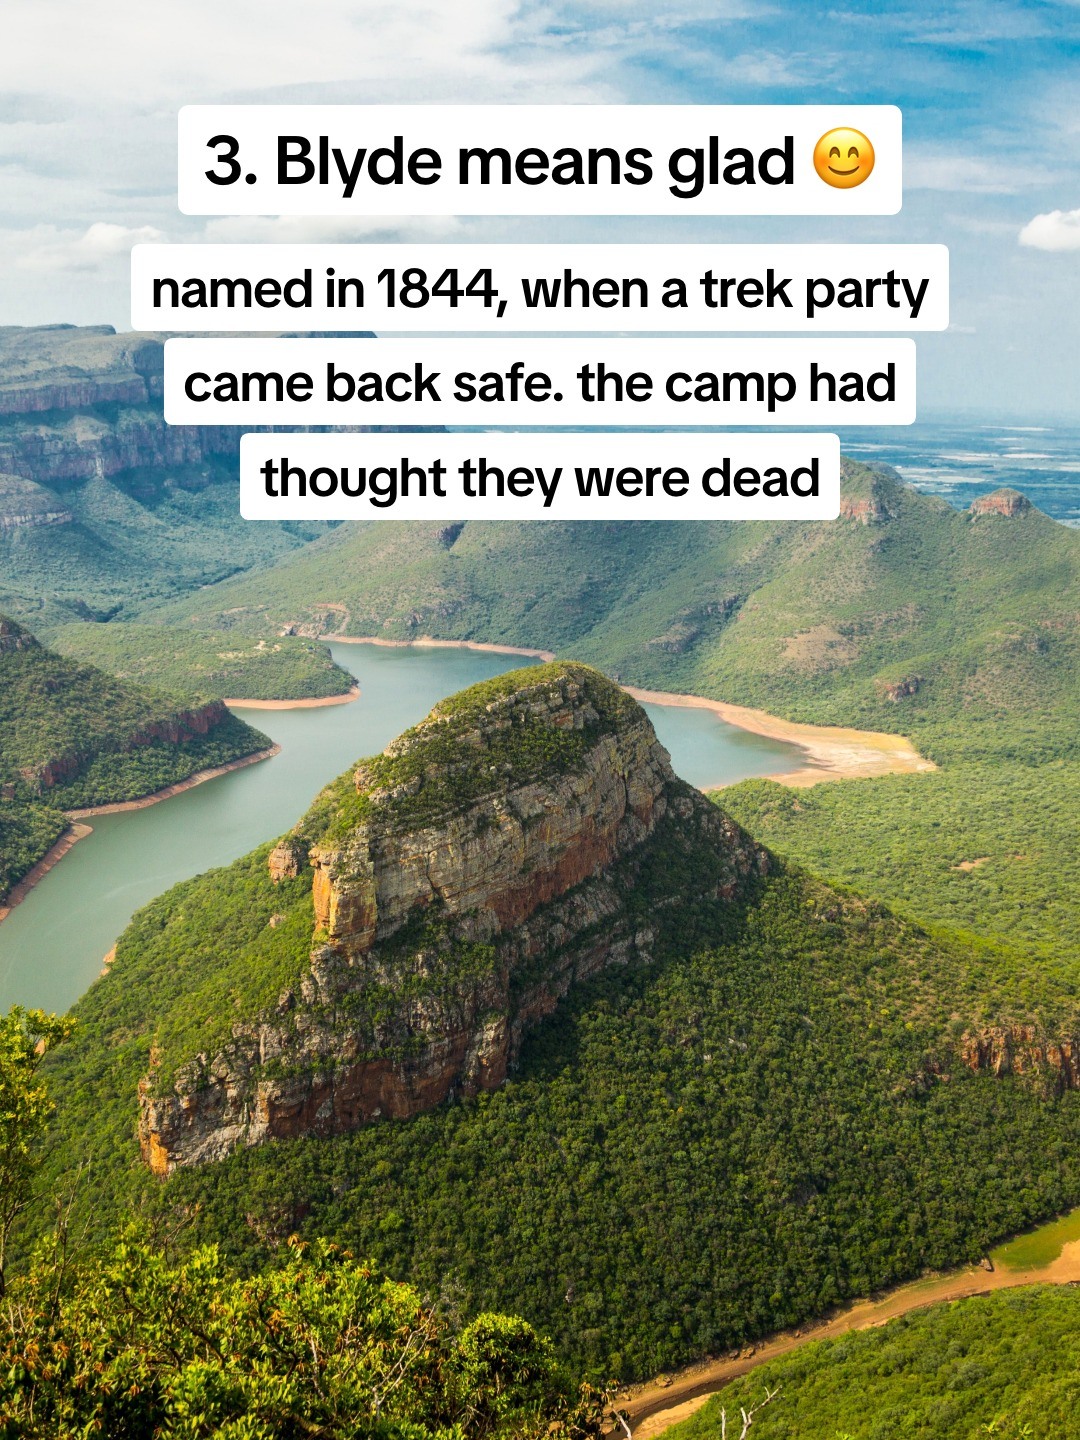 3. Blyde means glad 😊
named in 1844, when a trek party
came back safe. the camp had
thought they were dead